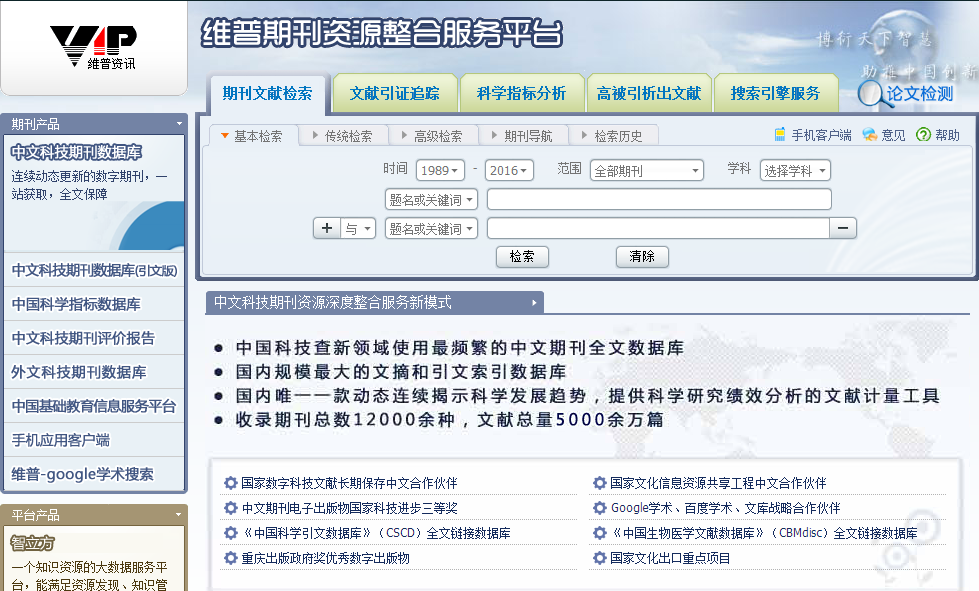 VIP
维普资讯
维普期刊资源整合服务平台
博衍天下智慧
助推中国创新
期刊文献检索
文献引证追踪
科学指标分析
高被引析出文献
搜索引擎服务
论文检测
基本检索
传统检索
高级检索
期刊导航
检索历史
手机客户端
意见
帮助
时间 1989 - 2016 范围 全部期刊 学科 选择学科
题名或关键词
+ 与 题名或关键词 −
检索 清除
期刊产品
中文科技期刊数据库
连续动态更新的数字期刊，一
站获取，全文保障
中文科技期刊数据库(引文版)
中国科学指标数据库
中文科技期刊评价报告
外文科技期刊数据库
中国基础教育信息服务平台
手机应用客户端
维普-google学术搜索
平台产品
智立方
一个知识资源的大数据服务平
台，能满足资源发现、知识管
中文科技期刊资源深度整合服务新模式
● 中国科技查新领域使用最频繁的中文期刊全文数据库
● 国内规模最大的文摘和引文索引数据库
● 国内唯一一款动态连续揭示科学发展趋势，提供科学研究绩效分析的文献计量工具
● 收录期刊总数12000余种，文献总量5000余万篇
国家数字科技文献长期保存中文合作伙伴
国家文化信息资源共享工程中文合作伙伴
中文期刊电子出版物国家科技进步三等奖
Google学术、百度学术、文库战略合作伙伴
《中国科学引文数据库》（CSCD）全文链接数据库
《中国生物医学文献数据库》（CBMdisc）全文链接数据库
重庆出版政府奖优秀数字出版物
国家文化出口重点项目